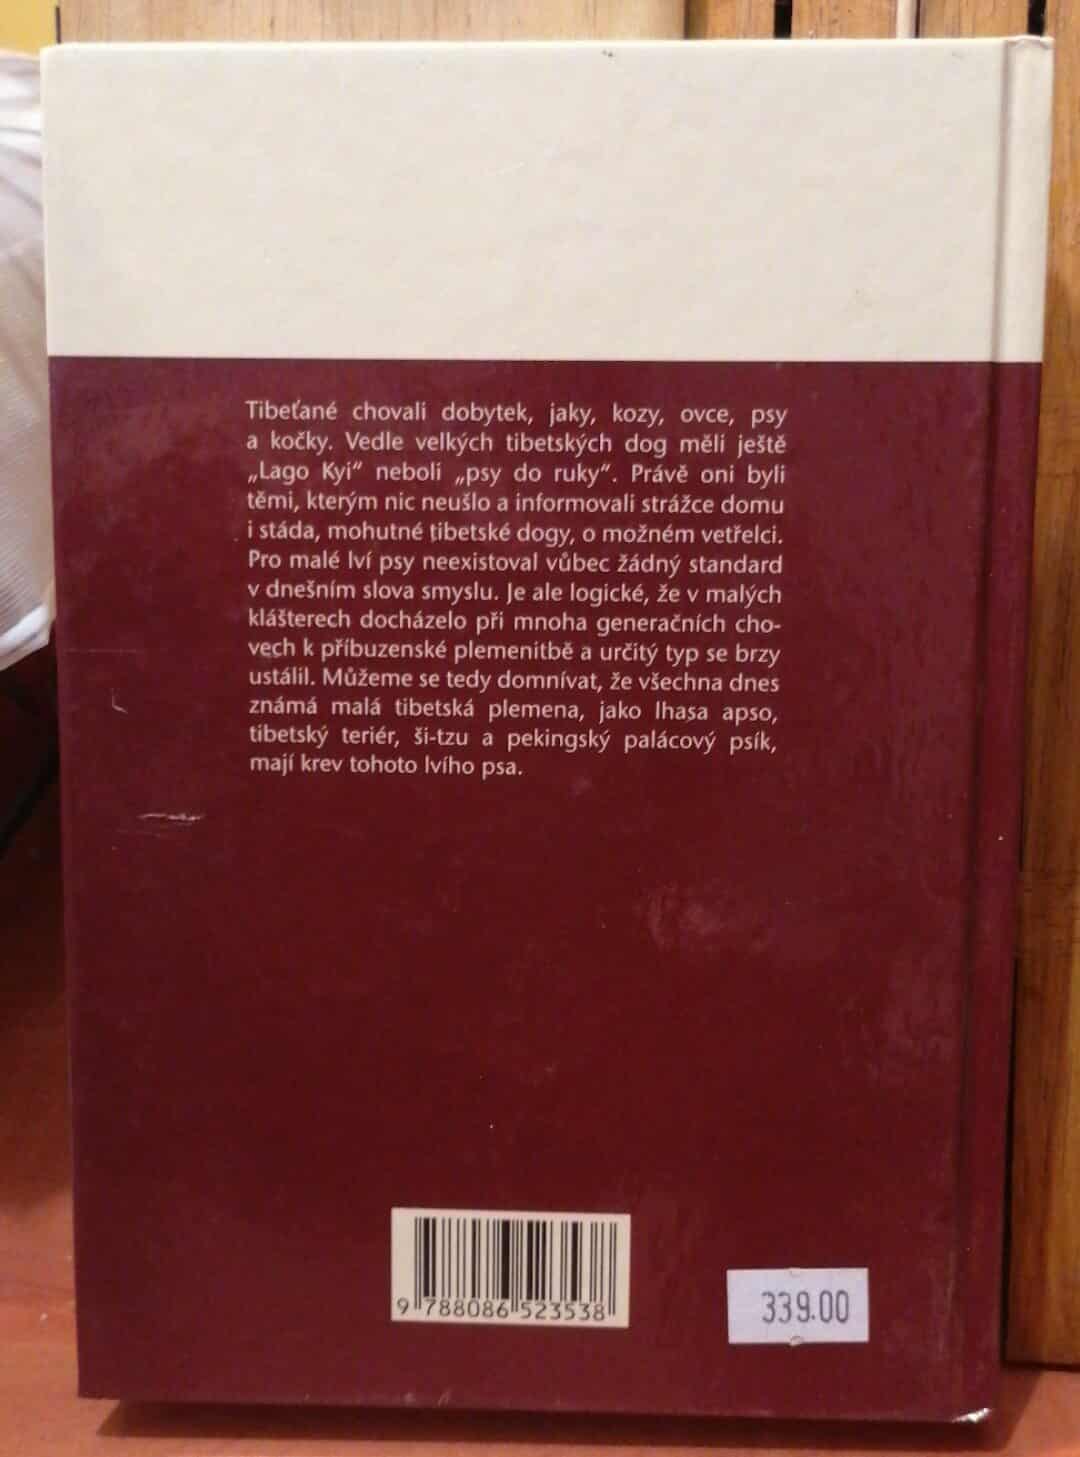 Tibeťané chovali dobytek, jaky, kozy, ovce, psy
a kočky. Vedle velkých tibetských dog měli ještě
„Lago Kyi“ neboli „psy do ruky“. Právě oni byli
těmi, kterým nic neušlo a informovali strážce domu
i stáda, mohutné tibetské dogy, o možném vetřelci.
Pro malé lví psy neexistoval vůbec žádný standard
v dnešním slova smyslu. Je ale logické, že v malých
klášterech docházelo při mnoha generačních cho-
vech k příbuzenské plemenitbě a určitý typ se brzy
ustálil. Můžeme se tedy domnívat, že všechna dnes
známá malá tibetská plemena, jako lhasa apso,
tibetský teriér, ši-tzu a pekingský palácový psík,
mají krev tohoto lvího psa.
9 788086 523538
339.00